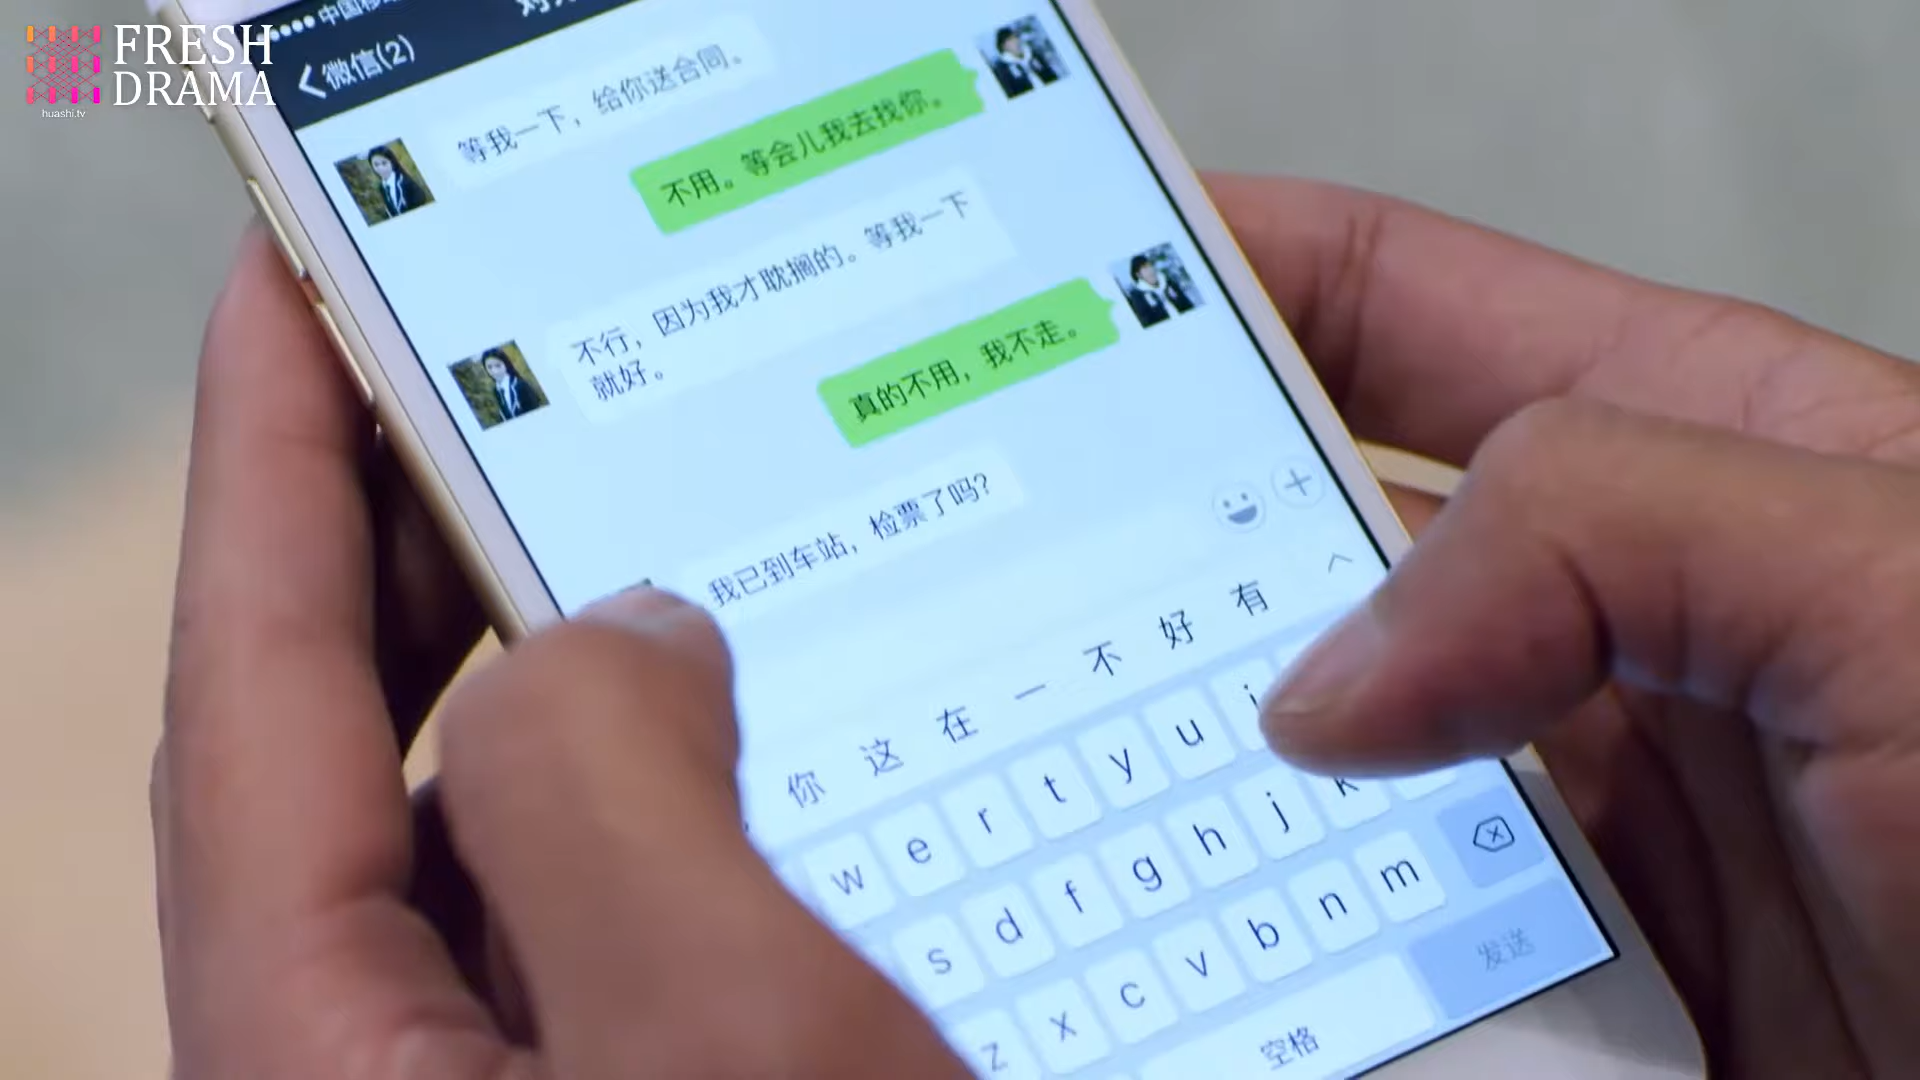 FRESH
DRAMA
huashi.tv
中国移
微信(2)
等我一下，给你送合同。
不用。等会儿我去找你。
不行，因为我才耽搁的。等我一下
就好。
真的不用，我不走。
我已到车站，检票了吗？
你 这 在 一 不 好 有
w e r t y u i
s d f g h j k
z x c v b n m
空格 发送